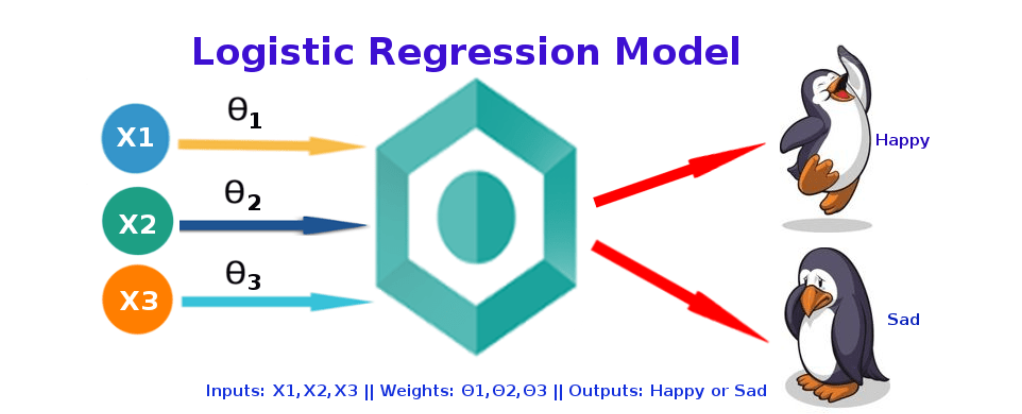 Logistic Regression Model
X1
θ1
X2
θ2
X3
θ3
Happy
Sad
Inputs: X1,X2,X3 || Weights: Θ1,Θ2,Θ3 || Outputs: Happy or Sad